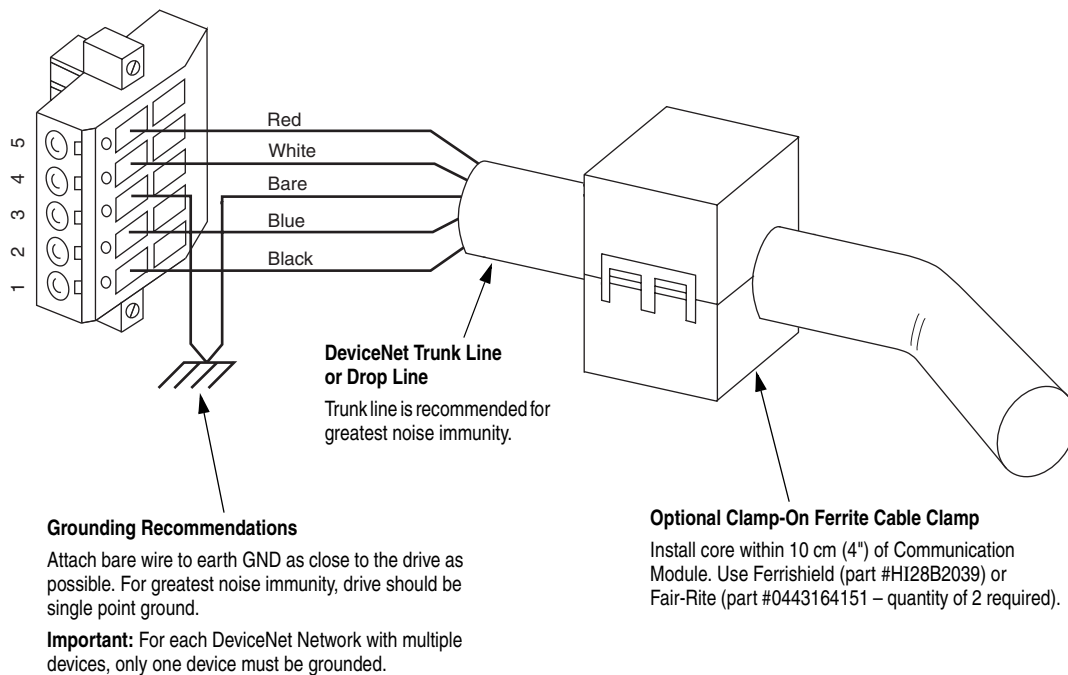 5
4
3
2
1
Red
White
Bare
Blue
Black
DeviceNet Trunk Line
or Drop Line
Trunk line is recommended for
greatest noise immunity.
Grounding Recommendations
Attach bare wire to earth GND as close to the drive as
possible. For greatest noise immunity, drive should be
single point ground.
Important: For each DeviceNet Network with multiple
devices, only one device must be grounded.
Optional Clamp-On Ferrite Cable Clamp
Install core within 10 cm (4") of Communication
Module. Use Ferrishield (part #HI28B2039) or
Fair-Rite (part #0443164151 – quantity of 2 required).